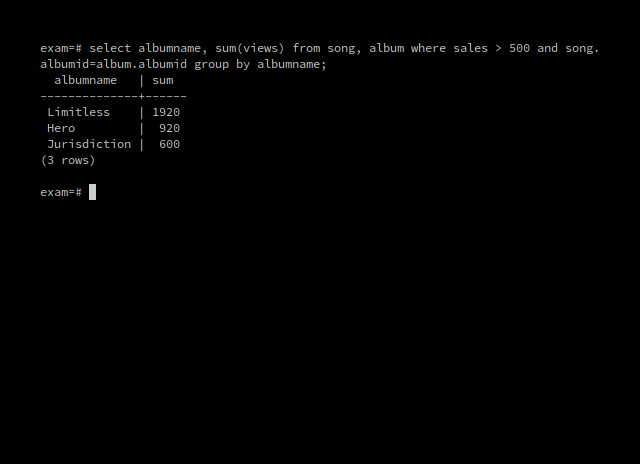 exam=# select albumname, sum(views) from song, album where sales > 500 and song.
albumid=album.albumid group by albumname;
  albumname   | sum
--------------+------
 Limitless    | 1920
 Hero         |  920
 Jurisdiction |  600
(3 rows)
exam=#